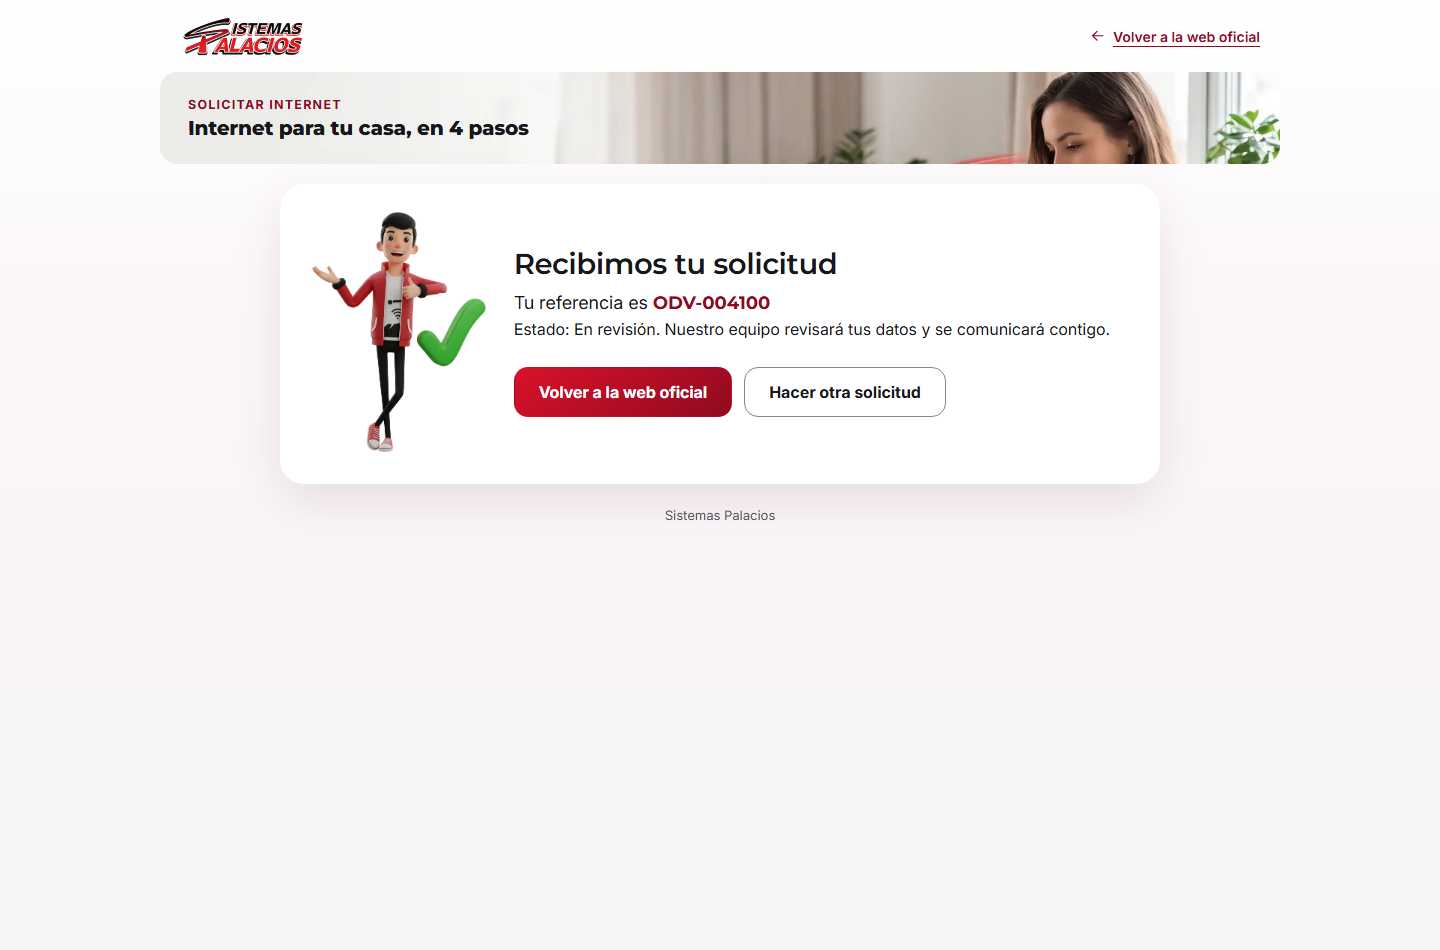 SISTEMAS
PALACIOS
Volver a la web oficial
SOLICITAR INTERNET
Internet para tu casa, en 4 pasos
Recibimos tu solicitud
Tu referencia es ODV-004100
Estado: En revisión. Nuestro equipo revisará tus datos y se comunicará contigo.
Volver a la web oficial
Hacer otra solicitud
Sistemas Palacios